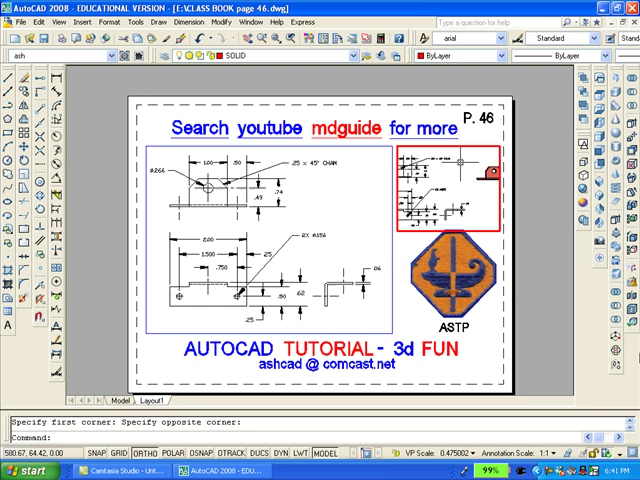 AutoCAD 2008 - EDUCATIONAL VERSION - [E:\CLASS BOOK page 46.dwg]
File Edit View Insert Format Tools Draw Dimension Modify Window Help Express
Type a question for help
arial Standard Standa
ash SOLID ByLayer ByLayer
P. 46
Search youtube mdguide for more
1.00 .50 .25 x 45° CHAM
Ø.266
.49 .74
2.00 2X Ø.156
1.500 .25
.750
.06
.50 .62
.25
ASTP
AUTOCAD TUTORIAL - 3d FUN
ashcad @ comcast.net
Model Layout1
Specify first corner: Specify opposite corner:
Command:
580.67, 64.42, 0.00 SNAP GRID ORTHO POLAR OSNAP OTRACK DUCS DYN LWT MODEL VP Scale: 0.475002 Annotation Scale: 1:1
start Camtasia Studio - Unt... AutoCAD 2008 - EDU... 99% 6:41 PM